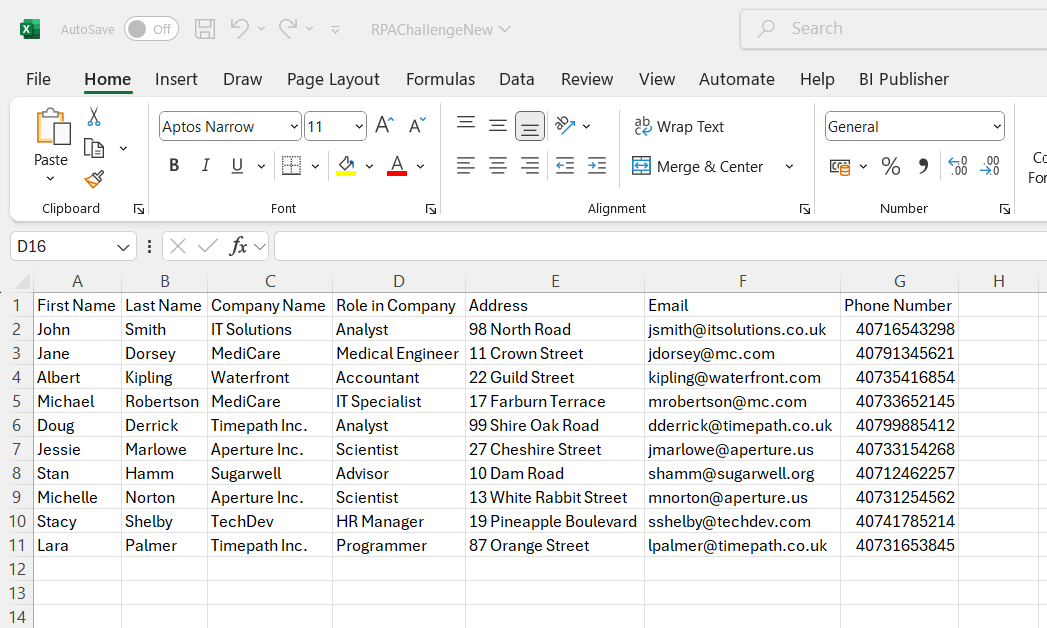 AutoSave Off RPAChallengeNew Search
File Home Insert Draw Page Layout Formulas Data Review View Automate Help BI Publisher
Aptos Narrow 11 A A ab Wrap Text General
Paste B I U A Merge & Center % , .00 .00
Clipboard Font Alignment Number
D16 fx
A B C D E F G H
1 First Name Last Name Company Name Role in Company Address Email Phone Number
2 John Smith IT Solutions Analyst 98 North Road jsmith@itsolutions.co.uk 40716543298
3 Jane Dorsey MediCare Medical Engineer 11 Crown Street jdorsey@mc.com 40791345621
4 Albert Kipling Waterfront Accountant 22 Guild Street kipling@waterfront.com 40735416854
5 Michael Robertson MediCare IT Specialist 17 Farburn Terrace mrobertson@mc.com 40733652145
6 Doug Derrick Timepath Inc. Analyst 99 Shire Oak Road dderrick@timepath.co.uk 40799885412
7 Jessie Marlowe Aperture Inc. Scientist 27 Cheshire Street jmarlowe@aperture.us 40733154268
8 Stan Hamm Sugarwell Advisor 10 Dam Road shamm@sugarwell.org 40712462257
9 Michelle Norton Aperture Inc. Scientist 13 White Rabbit Street mnorton@aperture.us 40731254562
10 Stacy Shelby TechDev HR Manager 19 Pineapple Boulevard sshelby@techdev.com 40741785214
11 Lara Palmer Timepath Inc. Programmer 87 Orange Street lpalmer@timepath.co.uk 40731653845
12
13
14